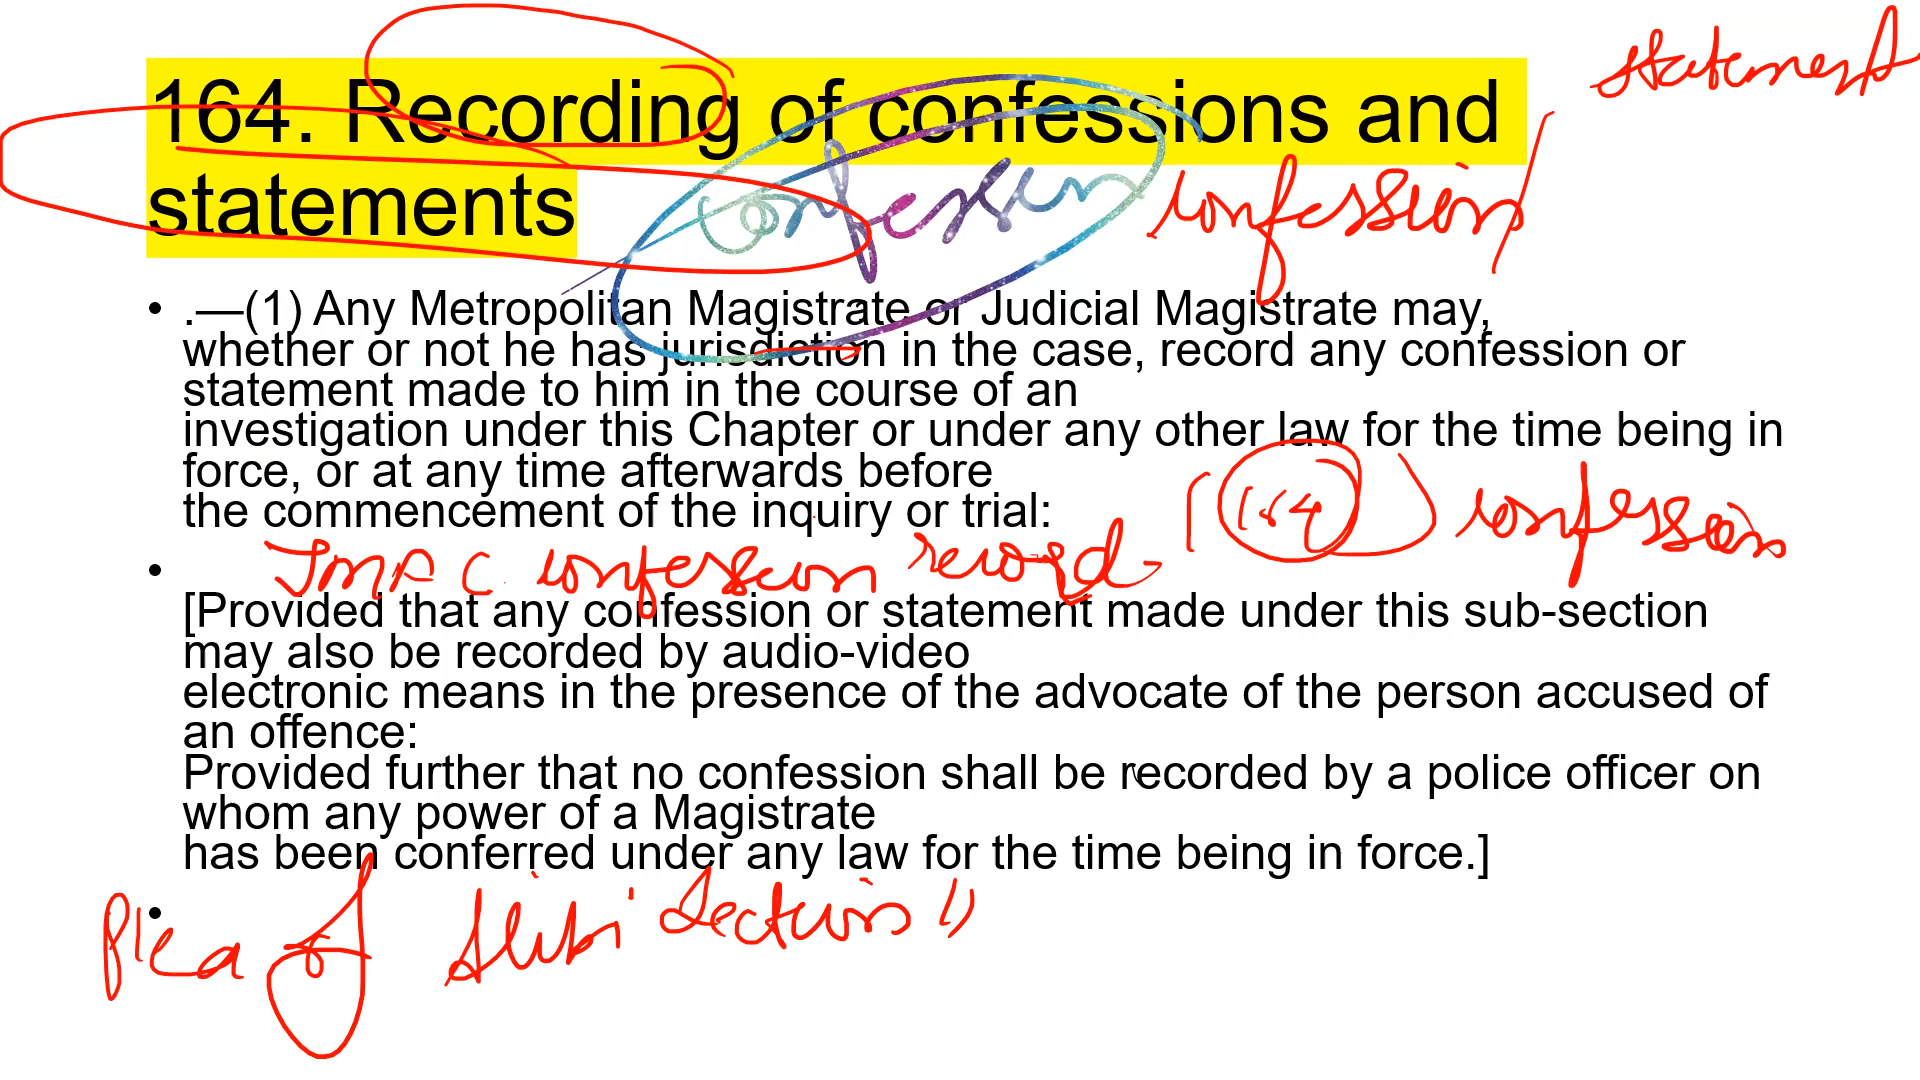 statement
164. Recording of confessions and
statements
confession
confession
• .—(1) Any Metropolitan Magistrate or Judicial Magistrate may,
whether or not he has jurisdiction in the case, record any confession or
statement made to him in the course of an
investigation under this Chapter or under any other law for the time being in
force, or at any time afterwards before
the commencement of the inquiry or trial:
(164) confession
• confession record
[Provided that any confession or statement made under this sub-section
may also be recorded by audio-video
electronic means in the presence of the advocate of the person accused of
an offence:
Provided further that no confession shall be recorded by a police officer on
whom any power of a Magistrate
has been conferred under any law for the time being in force.]
• Plea of alibi